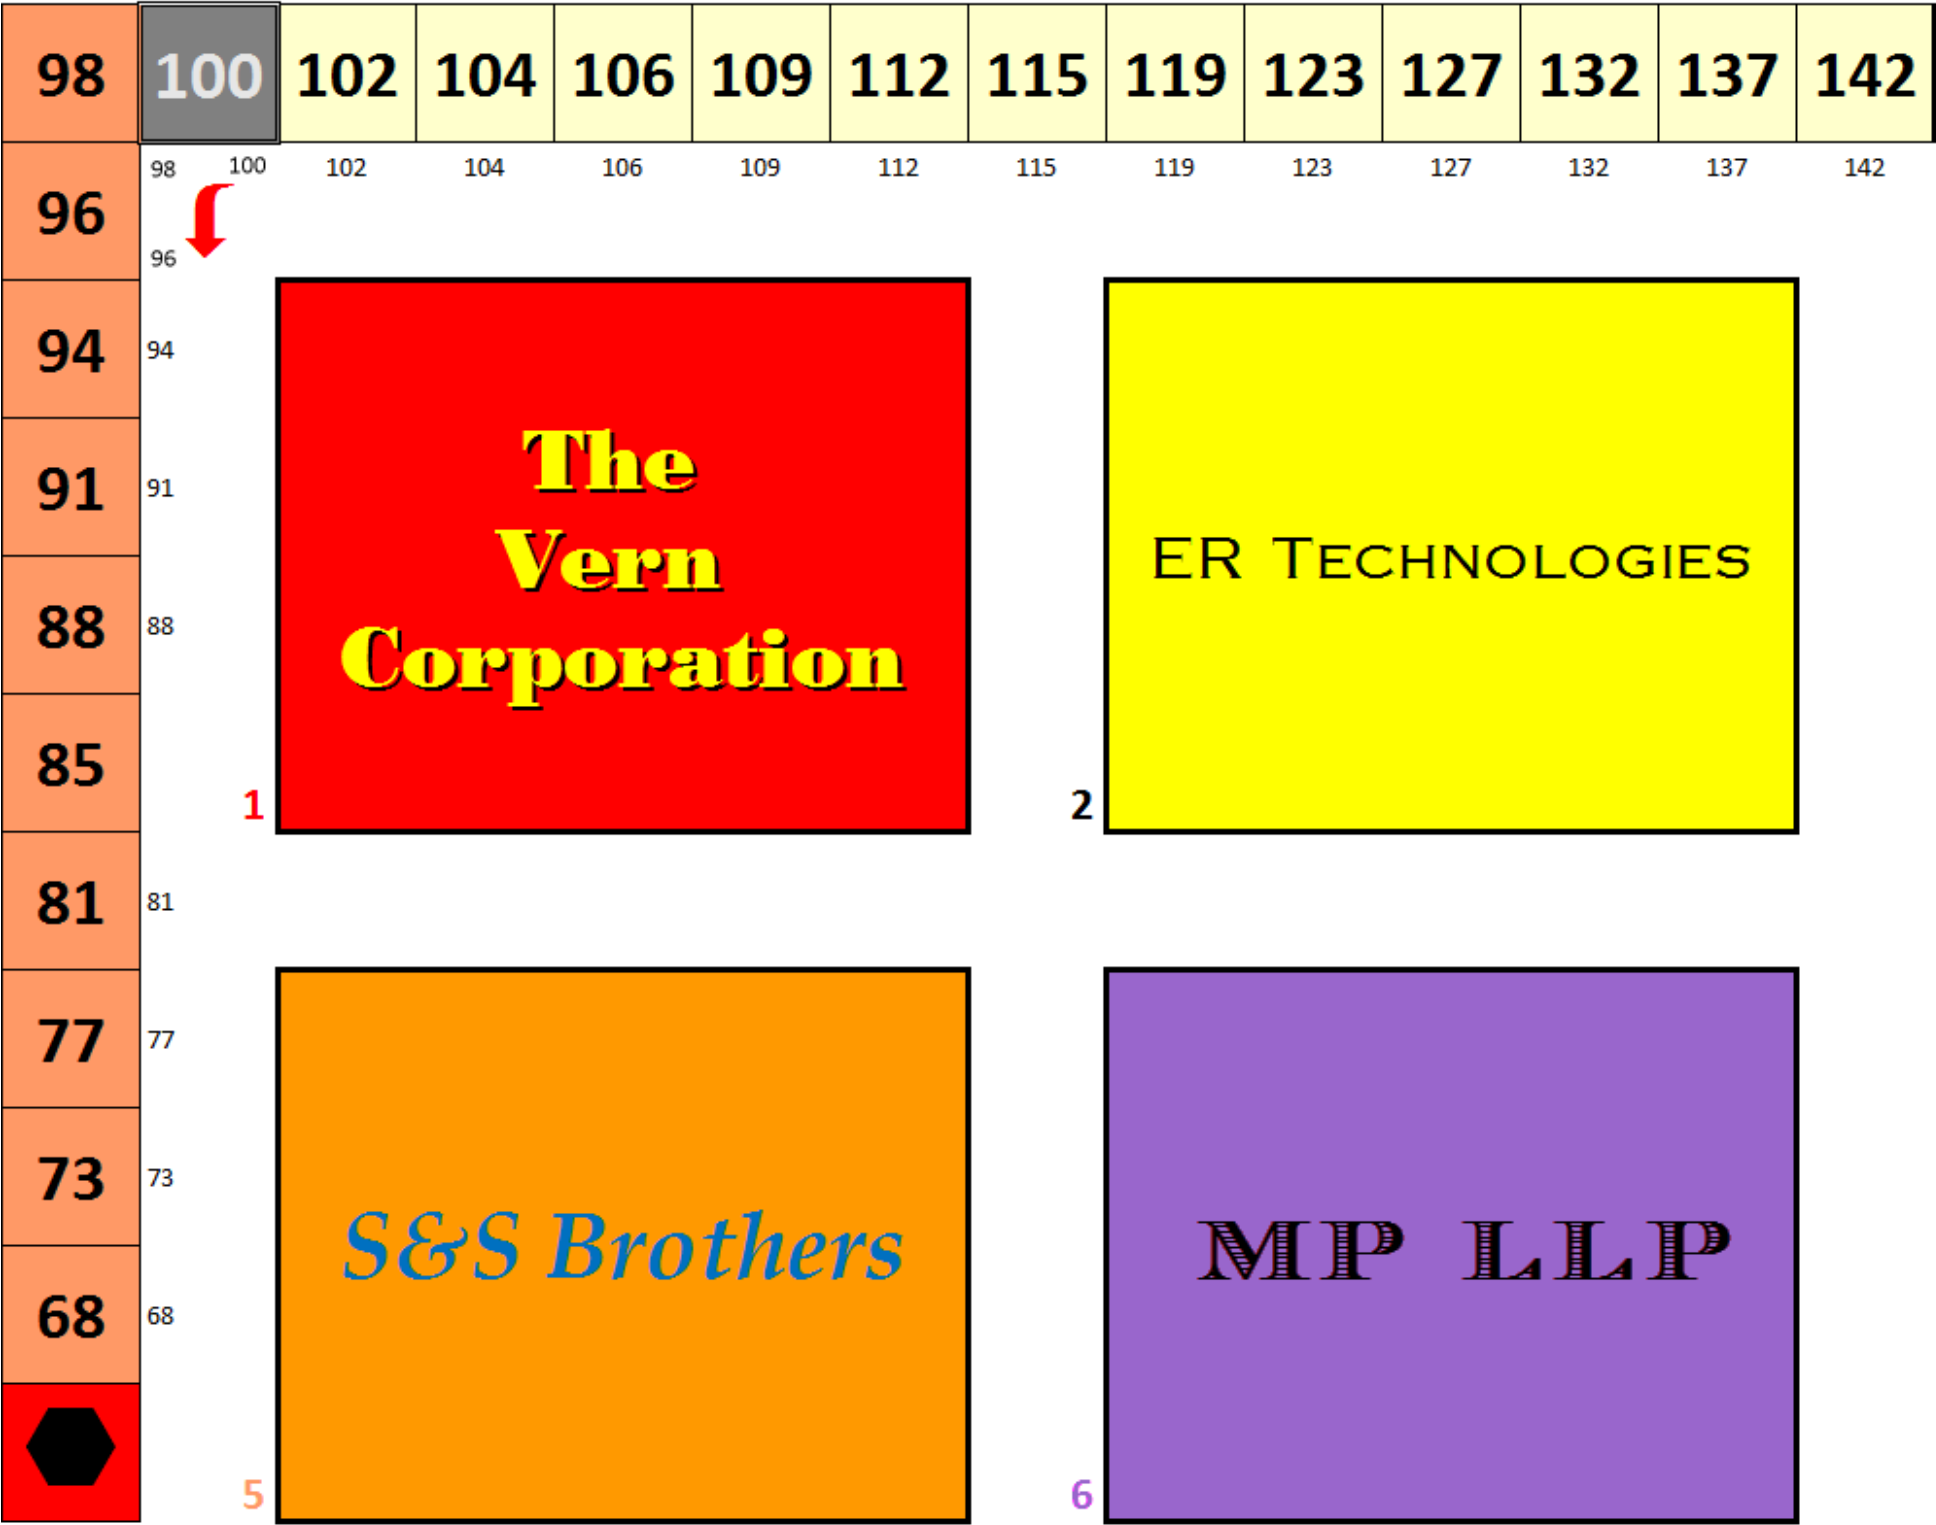 98 100 102 104 106 109 112 115 119 123 127 132 137 142
98 100 102 104 106 109 112 115 119 123 127 132 137 142
96
96
94 94
91 91
88 88
85
81 81
77 77
73 73
68 68
The
Vern
Corporation
1
ER TECHNOLOGIES
2
S&S Brothers
5
MP LLP
6